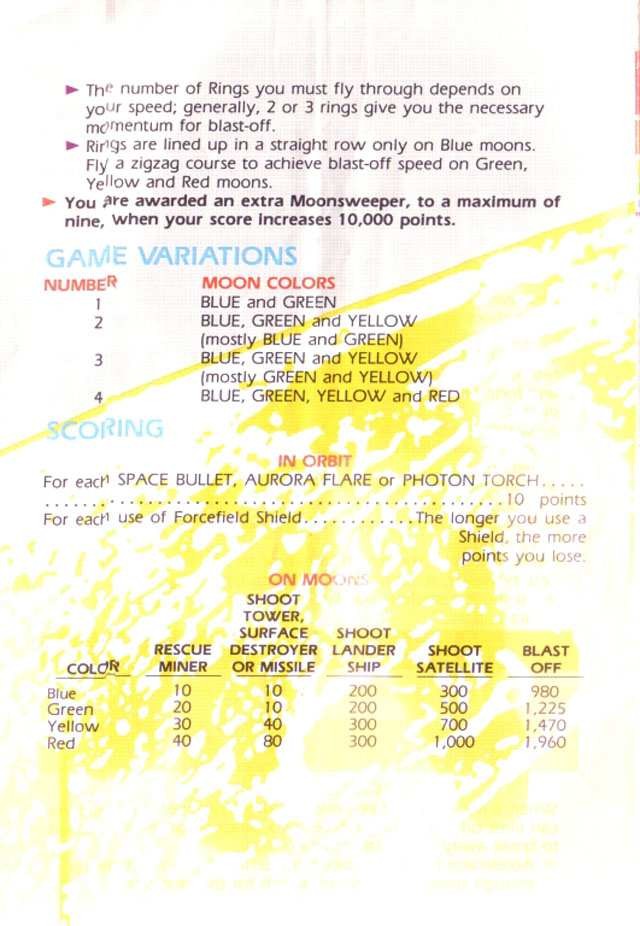 ► The number of Rings you must fly through depends on
your speed; generally, 2 or 3 rings give you the necessary
momentum for blast-off.
► Rings are lined up in a straight row only on Blue moons.
Fly a zigzag course to achieve blast-off speed on Green,
Yellow and Red moons.
► You are awarded an extra Moonsweeper, to a maximum of
nine, when your score increases 10,000 points.
GAME VARIATIONS
NUMBER MOON COLORS
1 BLUE and GREEN
2 BLUE, GREEN and YELLOW
(mostly BLUE and GREEN)
3 BLUE, GREEN and YELLOW
(mostly GREEN and YELLOW)
4 BLUE, GREEN, YELLOW and RED
SCORING
IN ORBIT
For each SPACE BULLET, AURORA FLARE or PHOTON TORCH.....
..................................................10 points
For each use of Forcefield Shield............The longer you use a
Shield, the more
points you lose.
ON MOONS
SHOOT
TOWER,
SURFACE SHOOT
RESCUE DESTROYER LANDER SHOOT BLAST
COLOR MINER OR MISSILE SHIP SATELLITE OFF
Blue 10 10 200 300 980
Green 20 10 200 500 1,225
Yellow 30 40 300 700 1,470
Red 40 80 300 1,000 1,960